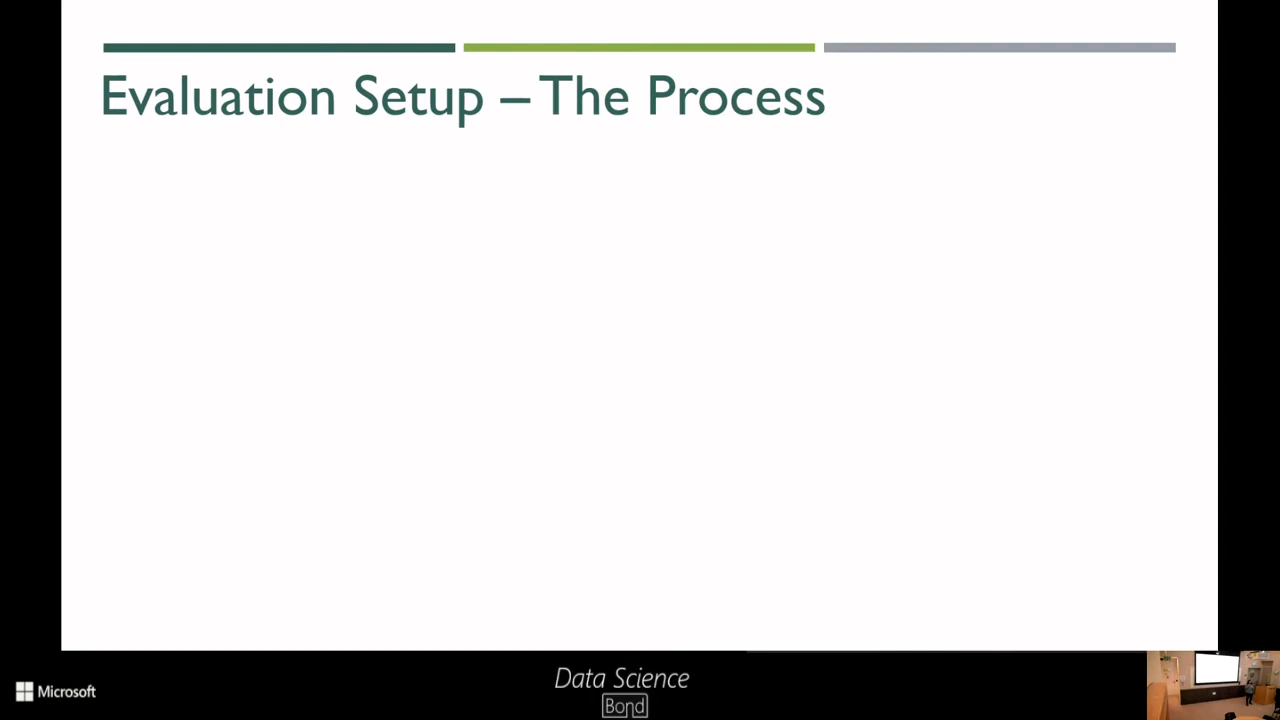 Evaluation Setup – The Process
Data Science
Bond
Microsoft